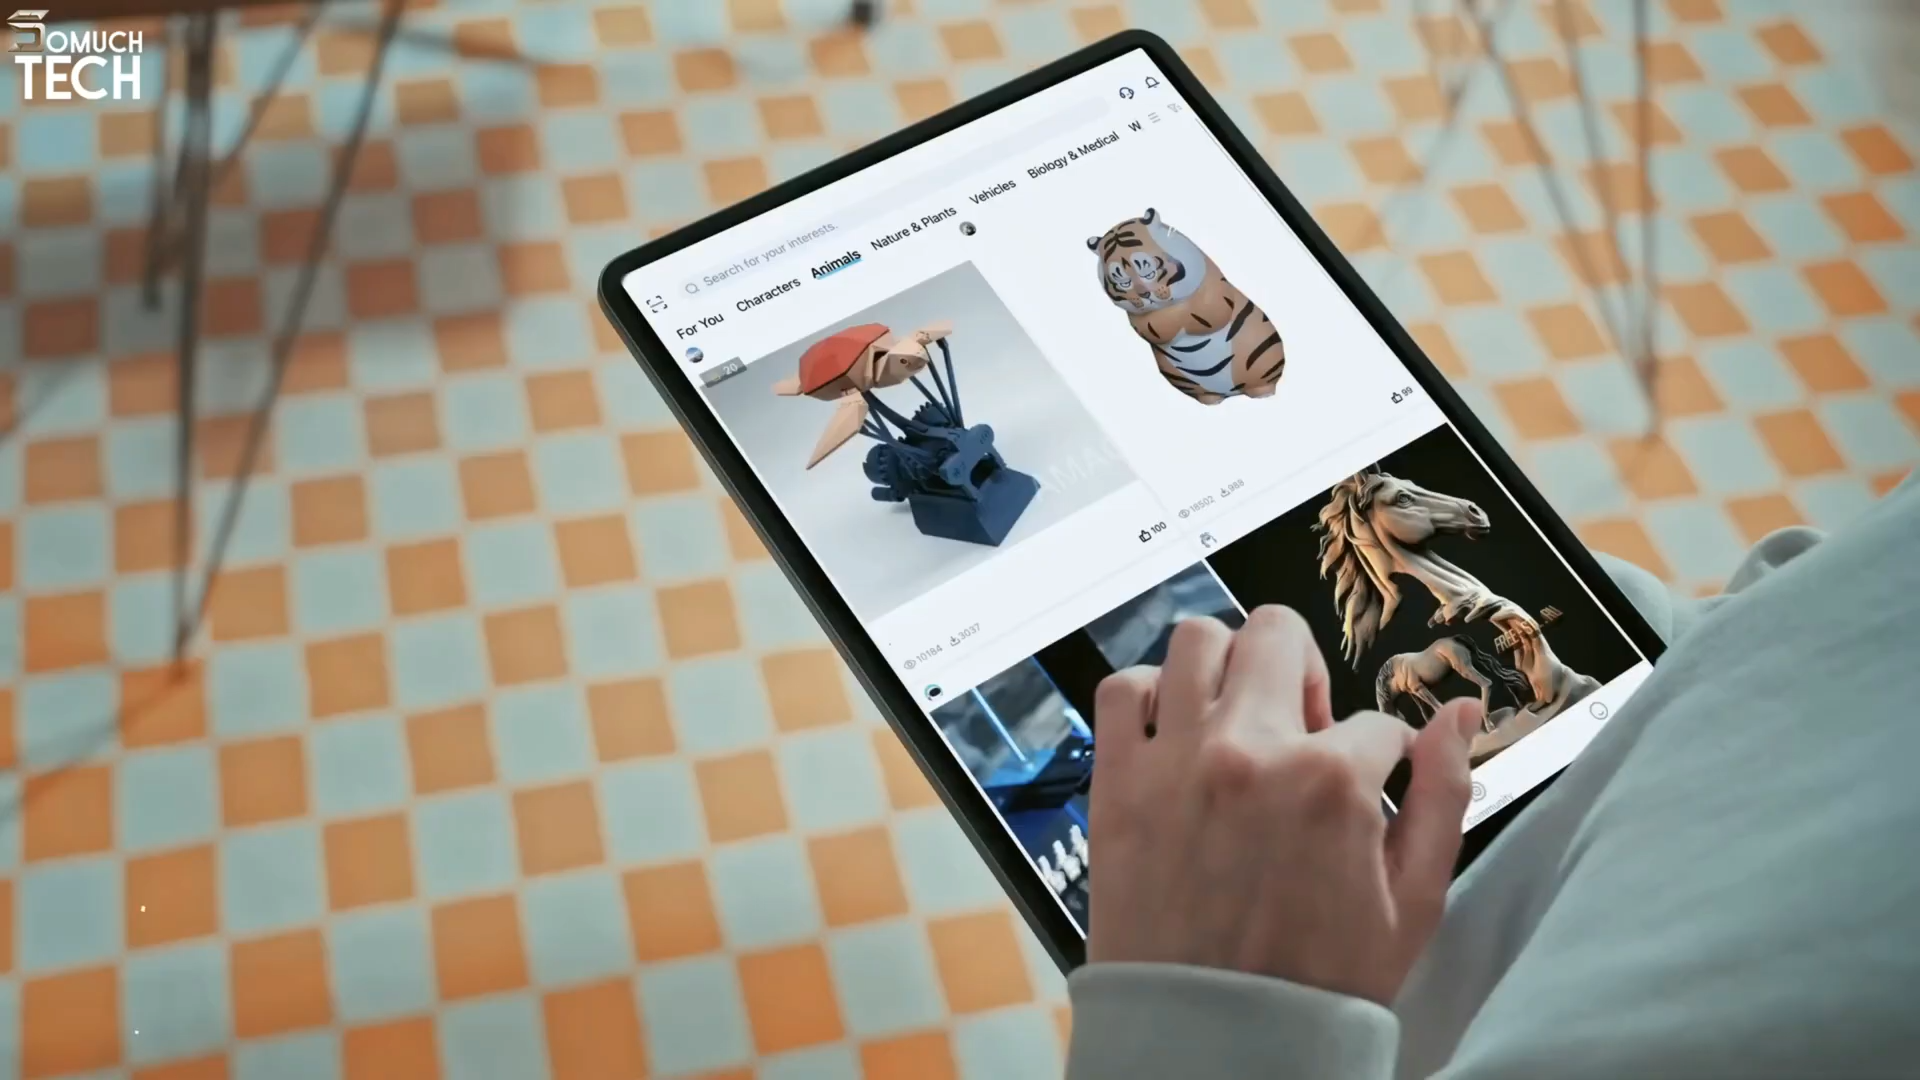 SOMUCH
TECH
Search for your interests.
For You Characters Animals Nature & Plants Vehicles Biology & Medical W
20
99
18502 988
100
10184 3037
Community